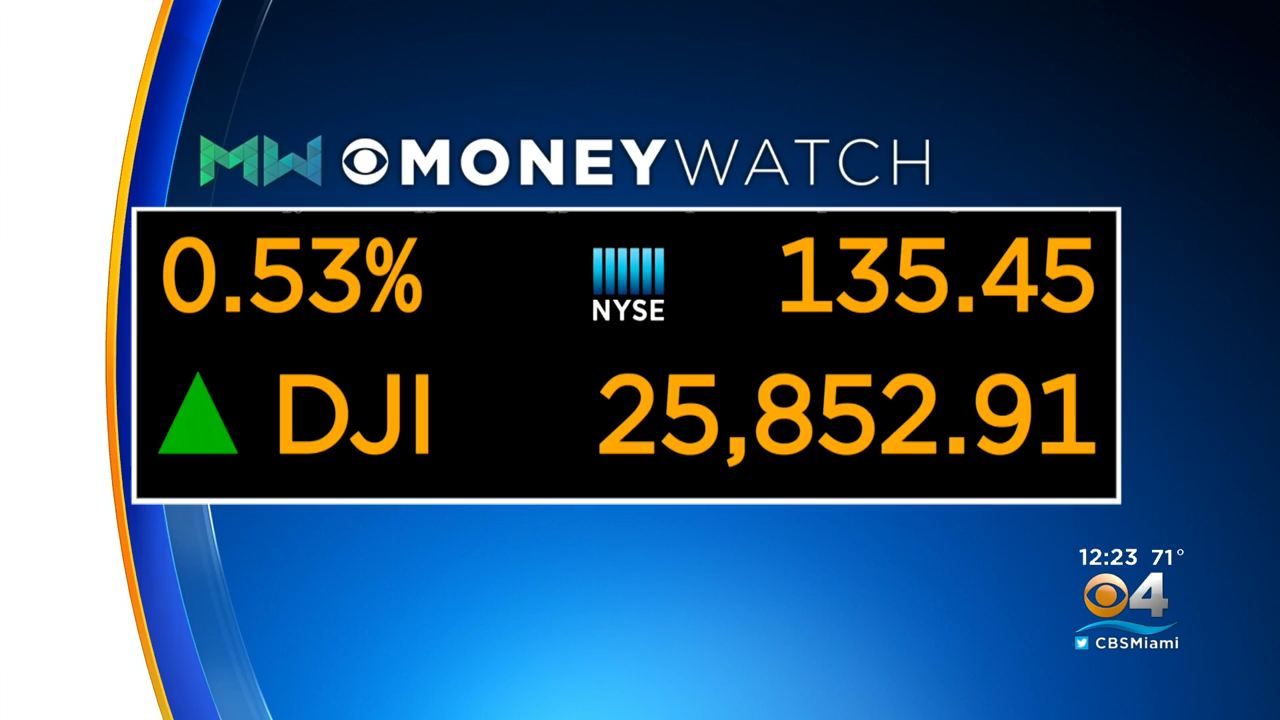 MW MONEYWATCH
0.53% NYSE 135.45
DJI 25,852.91
12:23 71°
4
CBSMiami